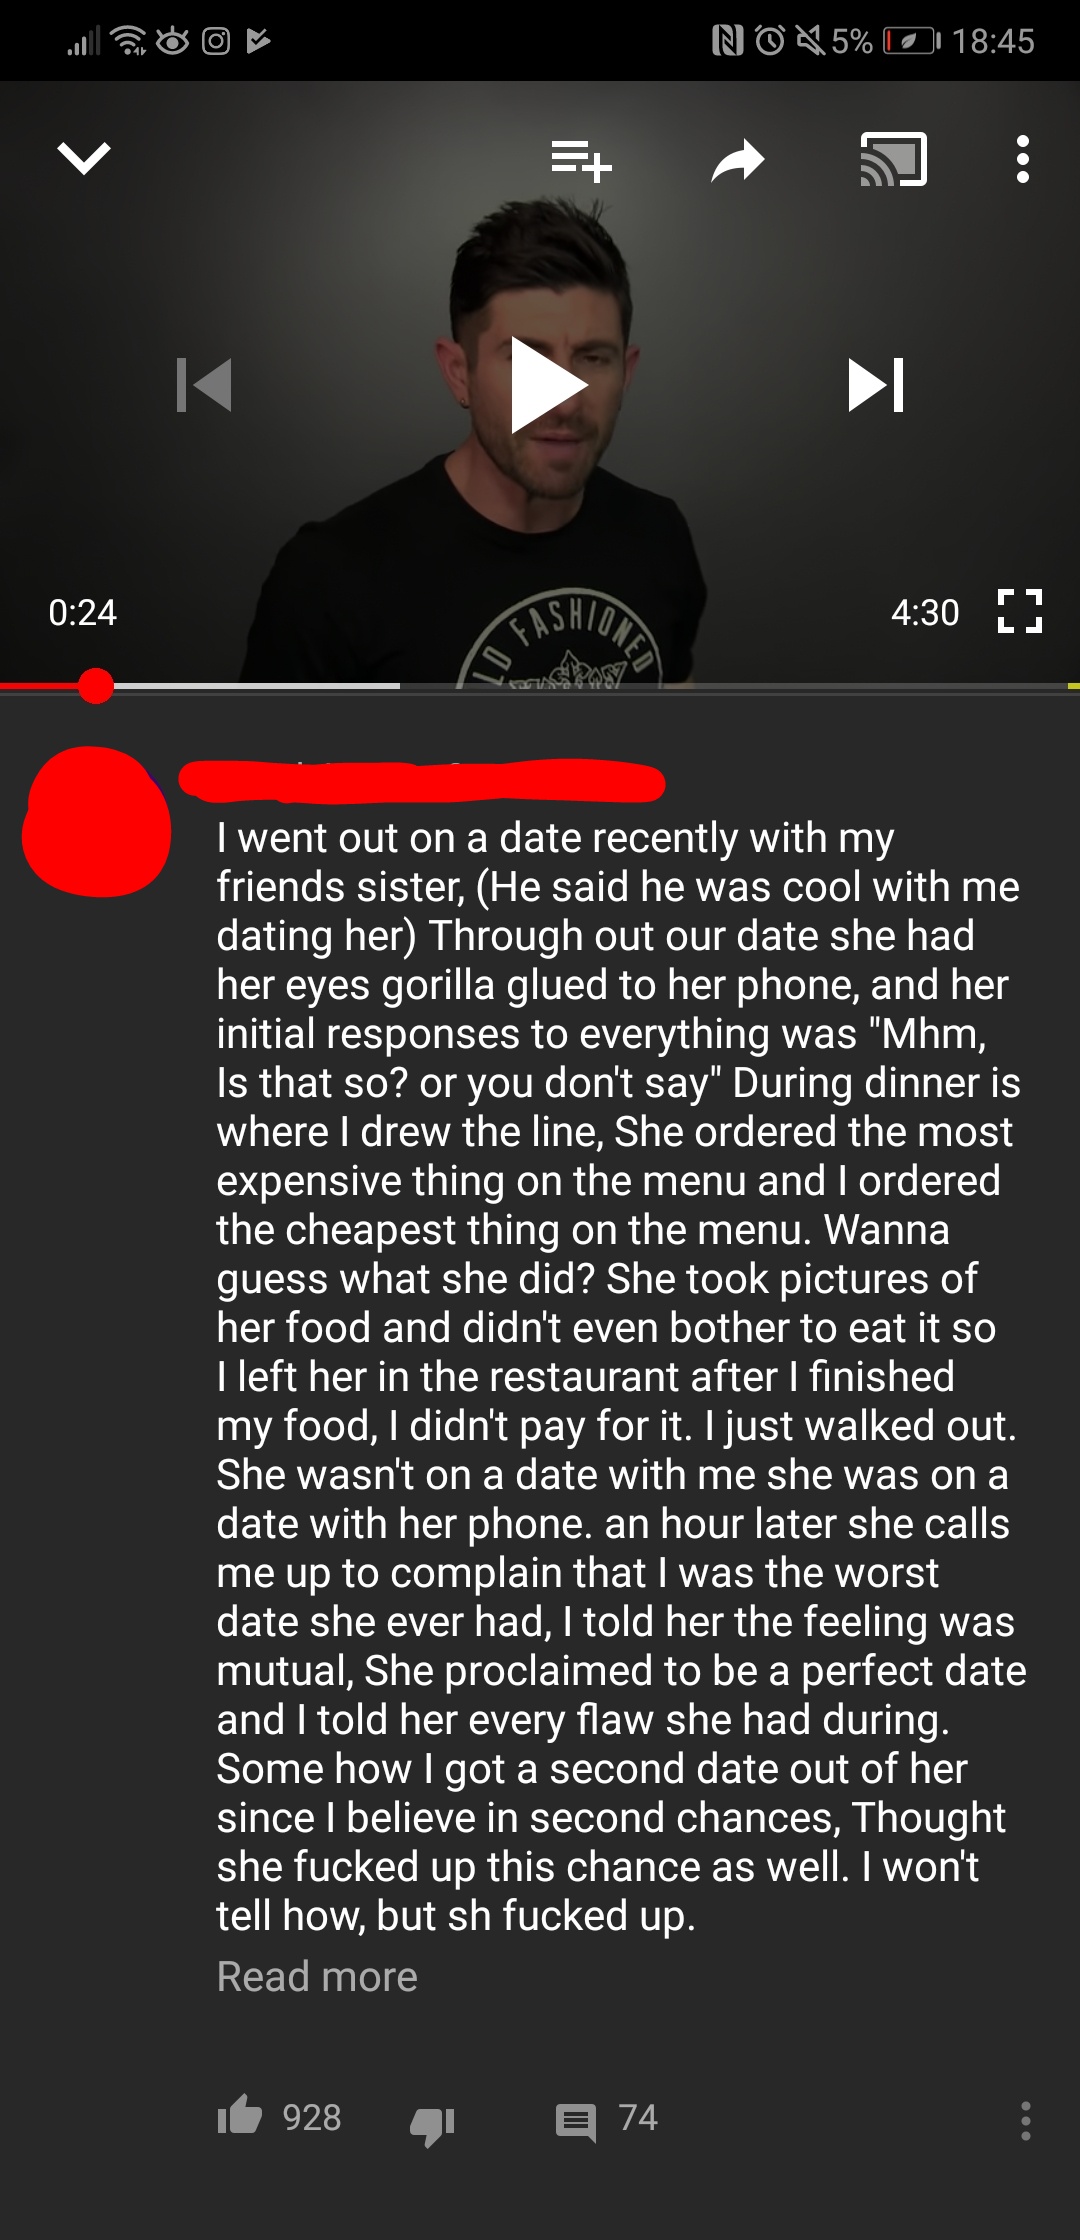 5% 18:45
LD FASHIONED
0:24 4:30
I went out on a date recently with my
friends sister, (He said he was cool with me
dating her) Through out our date she had
her eyes gorilla glued to her phone, and her
initial responses to everything was "Mhm,
Is that so? or you don't say" During dinner is
where I drew the line, She ordered the most
expensive thing on the menu and I ordered
the cheapest thing on the menu. Wanna
guess what she did? She took pictures of
her food and didn't even bother to eat it so
I left her in the restaurant after I finished
my food, I didn't pay for it. I just walked out.
She wasn't on a date with me she was on a
date with her phone. an hour later she calls
me up to complain that I was the worst
date she ever had, I told her the feeling was
mutual, She proclaimed to be a perfect date
and I told her every flaw she had during.
Some how I got a second date out of her
since I believe in second chances, Thought
she fucked up this chance as well. I won't
tell how, but sh fucked up.
Read more
928 74